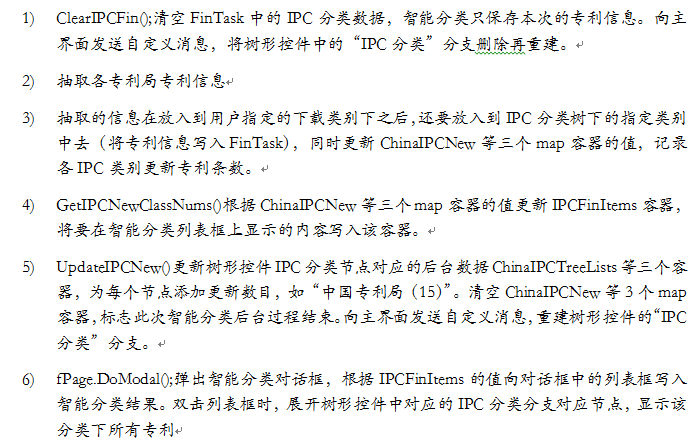 1) ClearIPCFin();清空 FinTask 中的 IPC 分类数据，智能分类只保存本次的专利信息。向主
界面发送自定义消息，将树形控件中的“IPC 分类”分支删除再重建。
2) 抽取各专利局专利信息
3) 抽取的信息在放入到用户指定的下载类别下之后,还要放入到 IPC 分类树下的指定类别
中去（将专利信息写入 FinTask），同时更新 ChinaIPCNew 等三个 map 容器的值，记录
各 IPC 类别更新专利条数。
4) GetIPCNewClassNums()根据 ChinaIPCNew 等三个 map 容器的值更新 IPCFinItems 容器，
将要在智能分类列表框上显示的内容写入该容器。
5) UpdateIPCNew()更新树形控件 IPC 分类节点对应的后台数据 ChinaIPCTreeLists 等三个容
器，为每个节点添加更新数目，如“中国专利局（15）”。清空 ChinaIPCNew 等 3 个 map
容器,标志此次智能分类后台过程结束。向主界面发送自定义消息,重建树形控件的“IPC
分类”分支。
6) fPage.DoModal();弹出智能分类对话框，根据 IPCFinItems 的值向对话框中的列表框写入
智能分类结果。双击列表框时，展开树形控件中对应的 IPC 分类分支对应节点，显示该
分类下所有专利